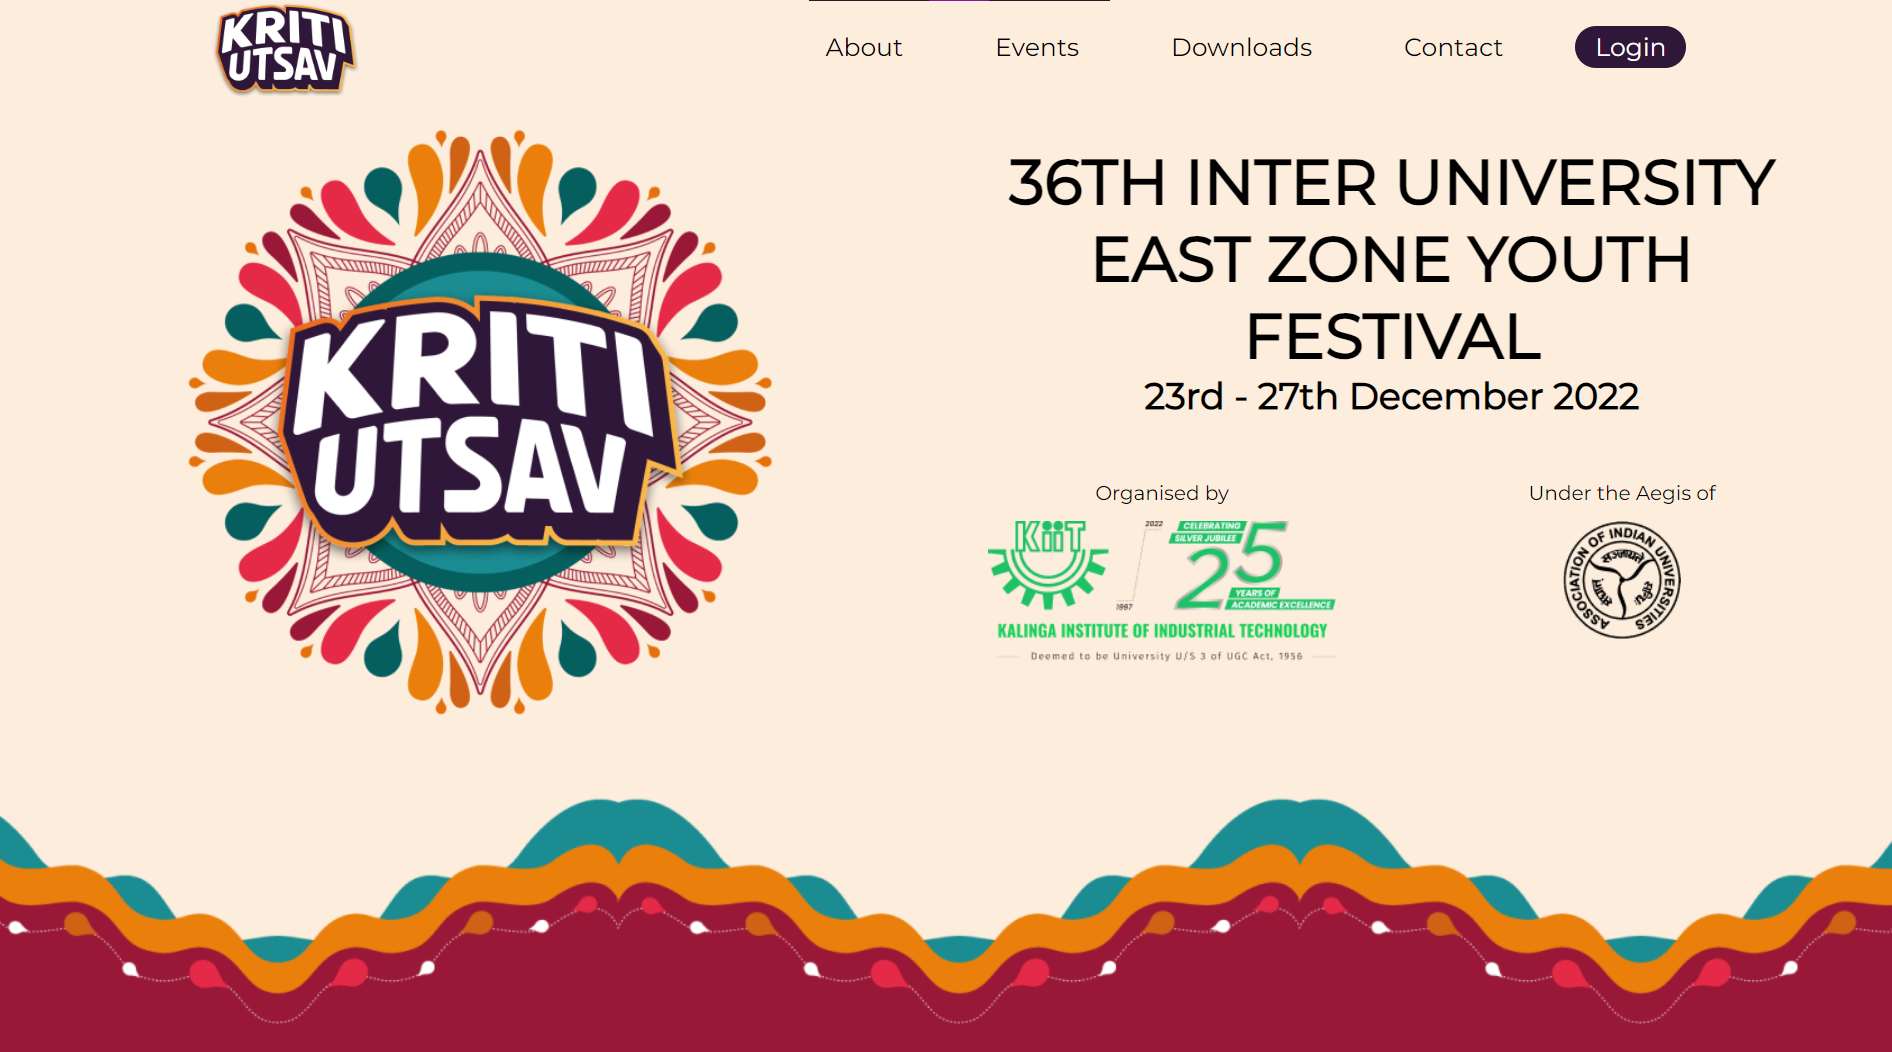 KRITI
UTSAV
About
Events
Downloads
Contact
Login
KRITI
UTSAV
36TH INTER UNIVERSITY
EAST ZONE YOUTH
FESTIVAL
23rd - 27th December 2022
Organised by
KiiT
1997
2022
CELEBRATING
SILVER JUBILEE
25
YEARS OF
ACADEMIC EXCELLENCE
KALINGA INSTITUTE OF INDUSTRIAL TECHNOLOGY
Deemed to be University U/S 3 of UGC Act, 1956
Under the Aegis of
ASSOCIATION OF INDIAN UNIVERSITIES